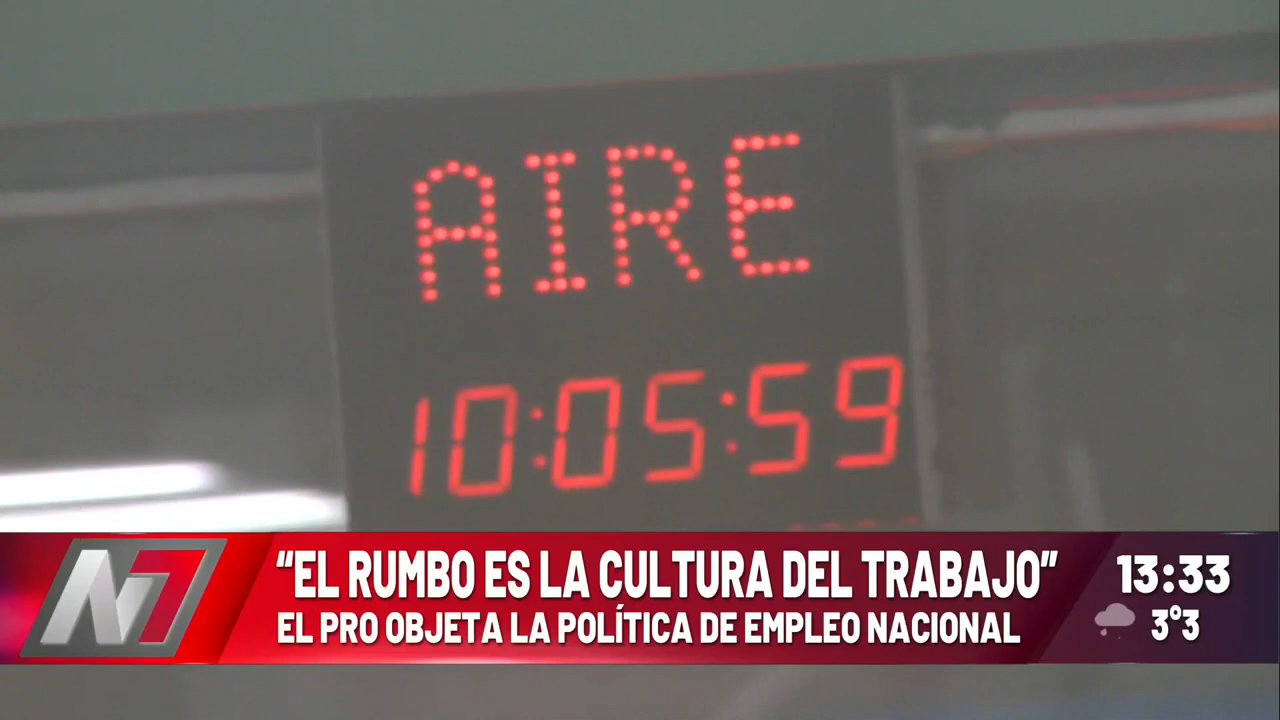 AIRE
10:05:59
N7
“EL RUMBO ES LA CULTURA DEL TRABAJO”
EL PRO OBJETA LA POLÍTICA DE EMPLEO NACIONAL
13:33
3°3